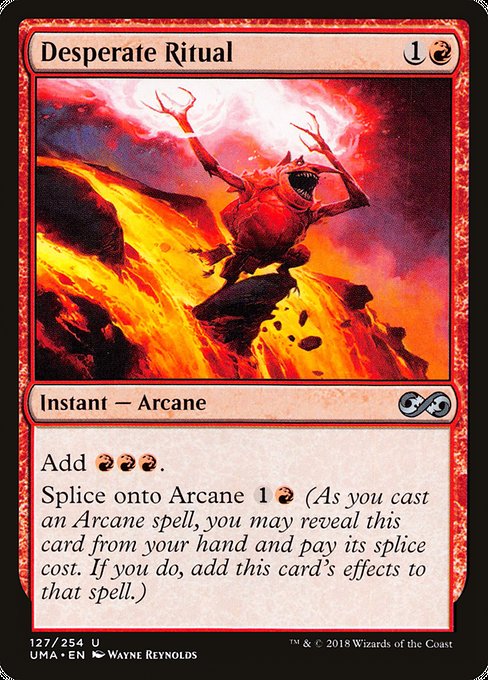 Desperate Ritual 1
Instant — Arcane
Add.
Splice onto Arcane 1 (As you cast
an Arcane spell, you may reveal this
card from your hand and pay its splice
cost. If you do, add this card's effects to
that spell.)
127/254 U
™ & © 2018 Wizards of the Coast
UMA • EN Wayne Reynolds